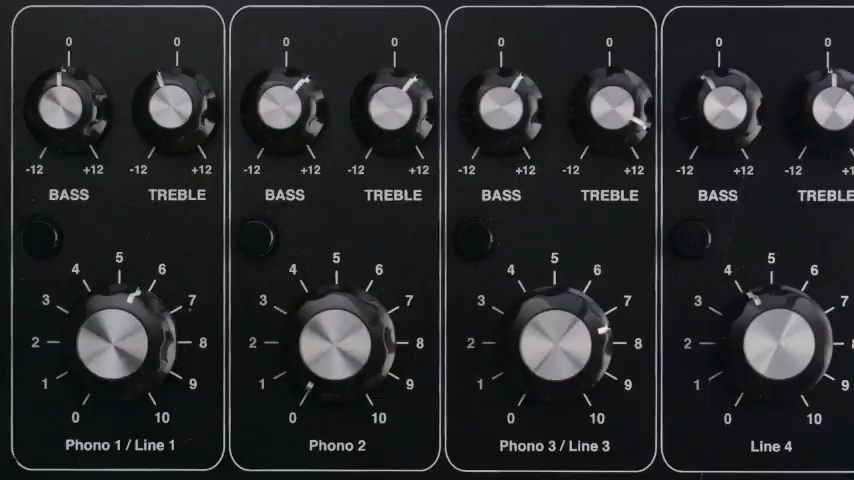 0 0 0 0 0 0 0 0
-12 +12 -12 +12 -12 +12 -12 +12 -12 +12 -12 +12 -12 +12 -12 +1
BASS TREBLE BASS TREBLE BASS TREBLE BASS TREBLE
5 5 5 5
4 6 4 6 4 6 4 6
3 7 3 7 3 7 3 7
2 8 2 8 2 8 2 8
1 9 1 9 1 9 1 9
0 10 0 10 0 10 0 10
Phono 1 / Line 1 Phono 2 Phono 3 / Line 3 Line 4